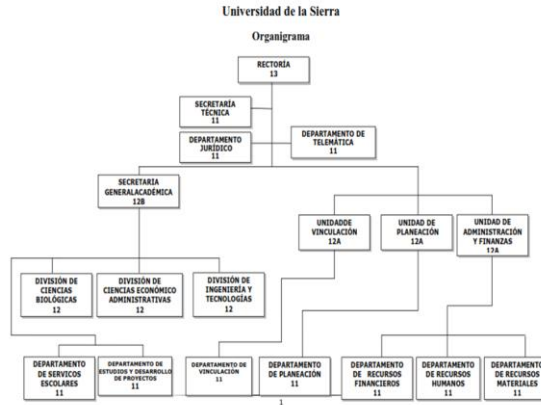 Universidad de la Sierra
Organigrama
RECTORÍA
13
SECRETARÍA
TÉCNICA
11
DEPARTAMENTO
JURÍDICO
11
DEPARTAMENTO DE
TELEMÁTICA
11
SECRETARIA
GENERALACADÉMICA
12B
UNIDADDE
VINCULACIÓN
12A
UNIDAD DE
PLANEACIÓN
12A
UNIDAD DE
ADMINISTRACIÓN
Y FINANZAS
12A
DIVISIÓN DE
CIENCIAS
BIOLÓGICAS
12
DIVISIÓN DE
CIENCIAS ECONÓMICO
ADMINISTRATIVAS
12
DIVISIÓN DE
INGENIERÍA Y
TECNOLOGÍAS
12
DEPARTAMENTO
DE SERVICOS
ESCOLARES
11
DEPARTAMENTO DE
ESTUDIOS Y DESARROLLO
DE PROYECTOS
11
DEPARTAMENTO DE
VINCULACIÓN
11
DEPARTAMENTO
DE PLANEACIÓN
11
DEPARTAMENTO
DE RECURSOS
FINANCIEROS
11
DEPARTAMENTO
DE RECURSOS
HUMANOS
11
DEPARTAMENTO
DE RECURSOS
MATERIALES
11
1